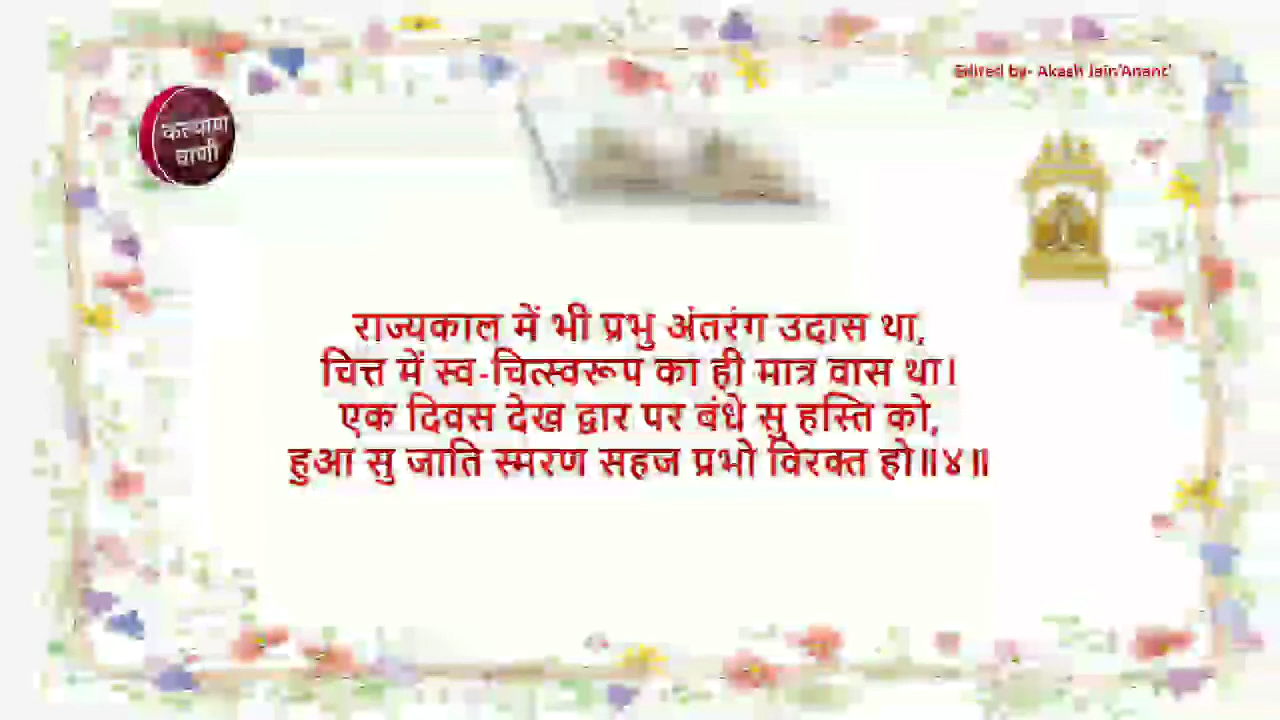 Edited by- Akash Jain'Anant'
कल्याण
वाणी
राज्यकाल में भी प्रभु अंतरंग उदास था,
चित्त में स्व-चित्स्वरूप का ही मात्र वास था।
एक दिवस देख द्वार पर बंधे सु हस्ति को,
हुआ सु जाति स्मरण सहज प्रभो विरक्त हो॥४॥